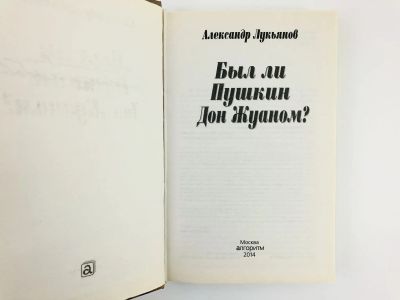 Александр Лукьянов
Был ли
Пушкин
Дон Жуаном?
Москва
алгоритм
2014
a